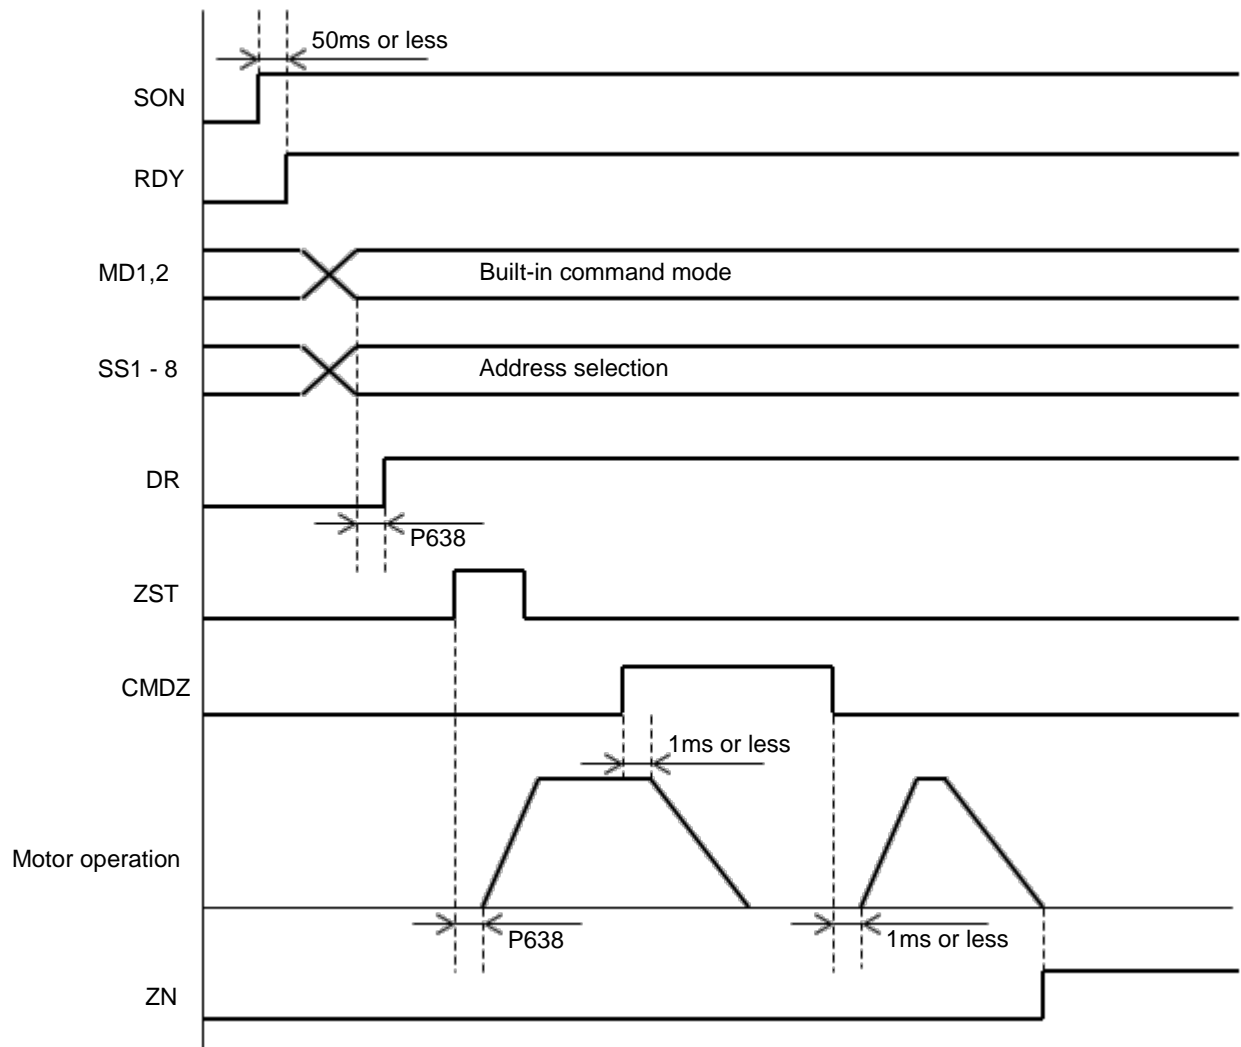 50ms or less
SON
RDY
MD1,2
Built-in command mode
SS1 - 8
Address selection
DR
P638
ZST
CMDZ
1ms or less
Motor operation
P638
1ms or less
ZN